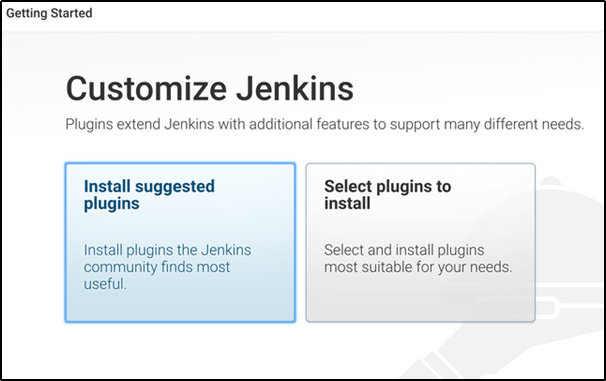 Getting Started
Customize Jenkins
Plugins extend Jenkins with additional features to support many different needs.
Install suggested
plugins
Install plugins the Jenkins
community finds most
useful.
Select plugins to
install
Select and install plugins
most suitable for your needs.